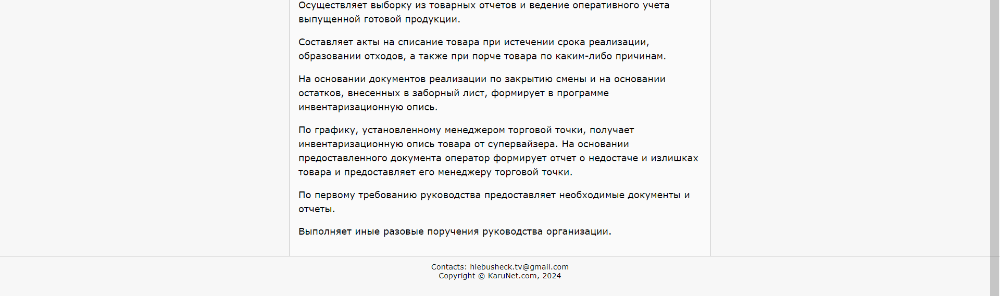 Осуществляет выборку из товарных отчетов и ведение оперативного учета
выпущенной готовой продукции.
Составляет акты на списание товара при истечении срока реализации,
образовании отходов, а также при порче товара по каким-либо причинам.
На основании документов реализации по закрытию смены и на основании
остатков, внесенных в заборный лист, формирует в программе
инвентаризационную опись.
По графику, установленному менеджером торговой точки, получает
инвентаризационную опись товара от супервайзера. На основании
предоставленного документа оператор формирует отчет о недостаче и излишках
товара и предоставляет его менеджеру торговой точки.
По первому требованию руководства предоставляет необходимые документы и
отчеты.
Выполняет иные разовые поручения руководства организации.
Contacts: hlebusheck.tv@gmail.com
Copyright © KaruNet.com, 2024